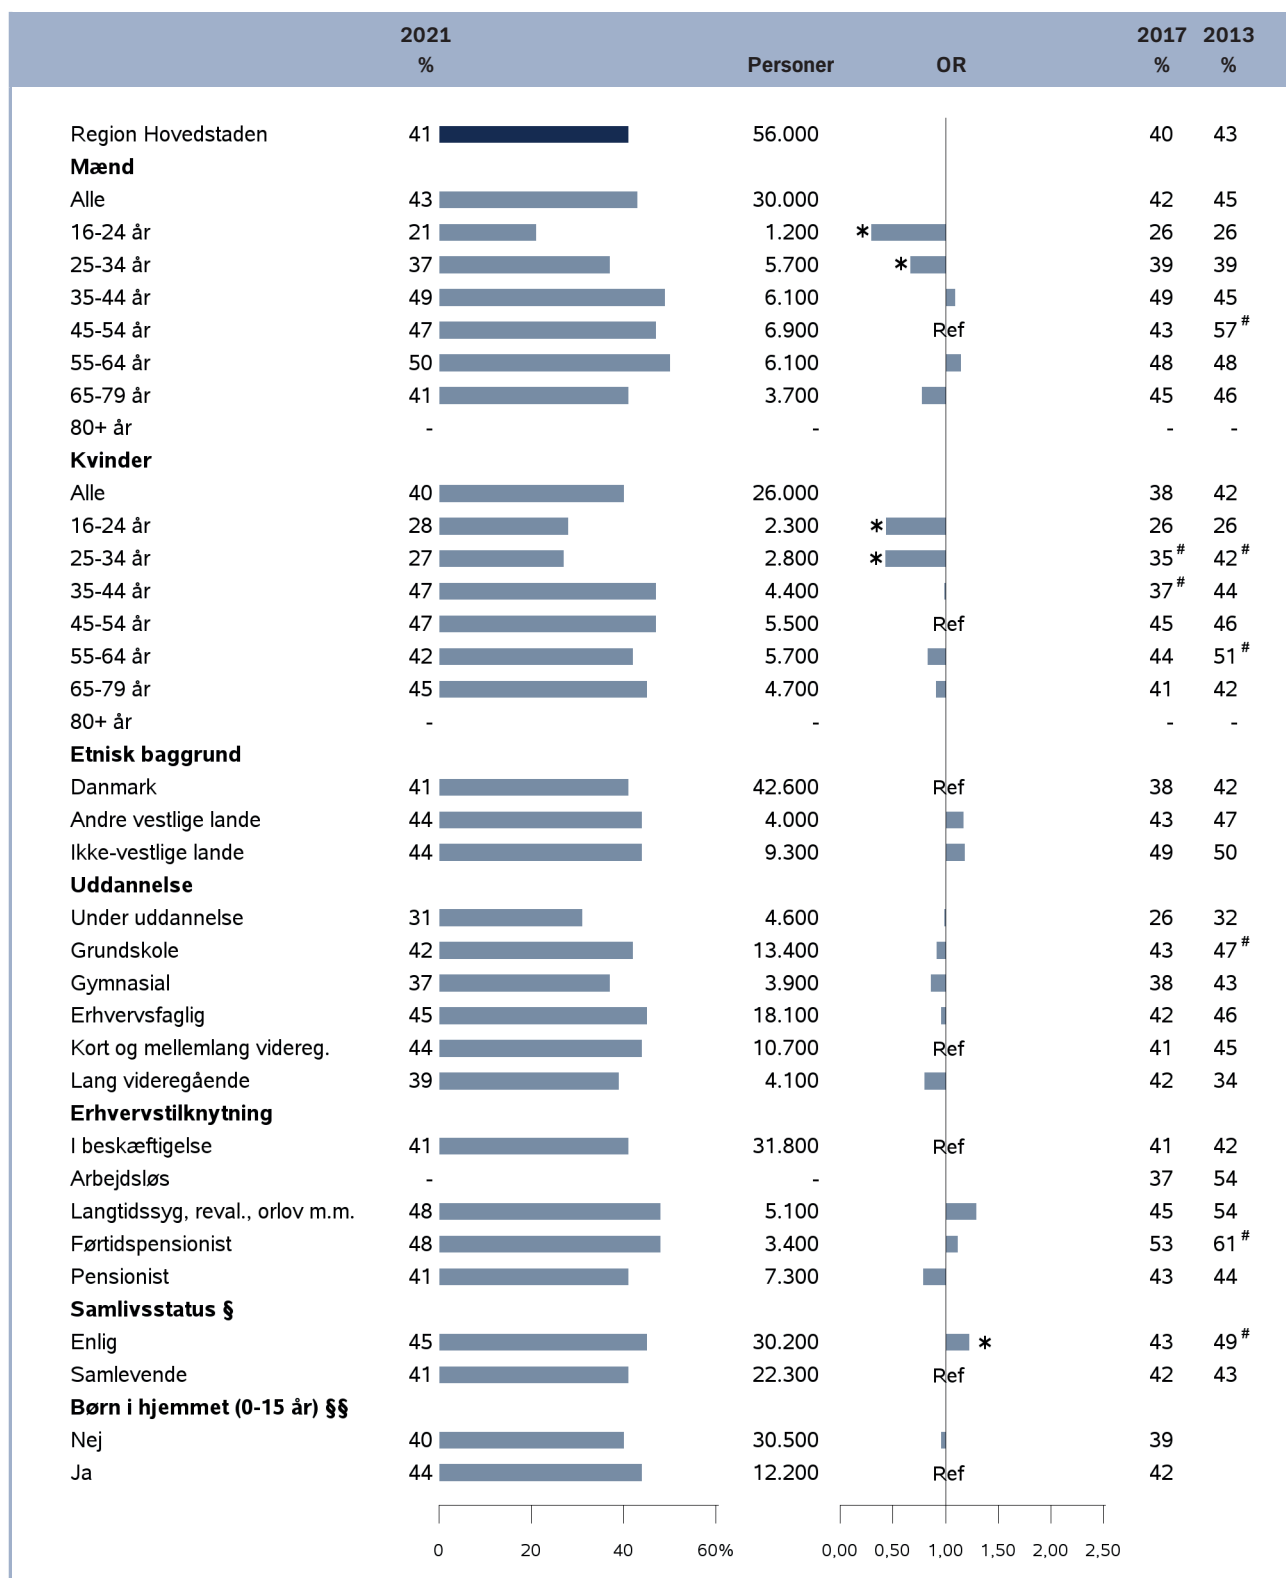 2021 2017 2013
% Personer OR % %
Region Hovedstaden 41 56.000 40 43
Mænd
Alle 43 30.000 42 45
16-24 år 21 1.200 * 26 26
25-34 år 37 5.700 * 39 39
35-44 år 49 6.100 49 45
45-54 år 47 6.900 Ref 43 57 #
55-64 år 50 6.100 48 48
65-79 år 41 3.700 45 46
80+ år - - - -
Kvinder
Alle 40 26.000 38 42
16-24 år 28 2.300 * 26 26
25-34 år 27 2.800 * 35 # 42 #
35-44 år 47 4.400 37 # 44
45-54 år 47 5.500 Ref 45 46
55-64 år 42 5.700 44 51 #
65-79 år 45 4.700 41 42
80+ år - - - -
Etnisk baggrund
Danmark 41 42.600 Ref 38 42
Andre vestlige lande 44 4.000 43 47
Ikke-vestlige lande 44 9.300 49 50
Uddannelse
Under uddannelse 31 4.600 26 32
Grundskole 42 13.400 43 47 #
Gymnasial 37 3.900 38 43
Erhvervsfaglig 45 18.100 42 46
Kort og mellemlang videreg. 44 10.700 Ref 41 45
Lang videregående 39 4.100 42 34
Erhvervstilknytning
I beskæftigelse 41 31.800 Ref 41 42
Arbejdsløs - - 37 54
Langtidssyg, reval., orlov m.m. 48 5.100 45 54
Førtidspensionist 48 3.400 53 61 #
Pensionist 41 7.300 43 44
Samlivsstatus §
Enlig 45 30.200 * 43 49 #
Samlevende 41 22.300 Ref 42 43
Børn i hjemmet (0-15 år) §§
Nej 40 30.500 39
Ja 44 12.200 Ref 42
0 20 40 60% 0,00 0,50 1,00 1,50 2,00 2,50